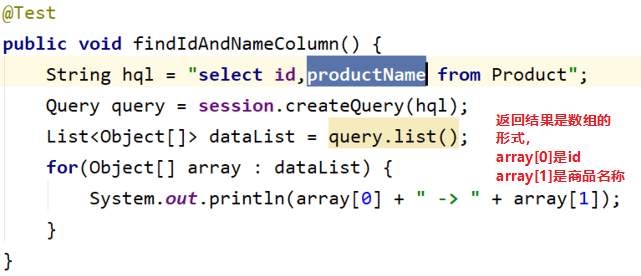 @Test
public void findIdAndNameColumn() {
String hql = "select id,productName from Product";
Query query = session.createQuery(hql);
List<Object[]> dataList = query.list();
for(Object[] array : dataList) {
System.out.println(array[0] + " -> " + array[1]);
}
}
返回结果是数组的
形式,
array[0]是id
array[1]是商品名称